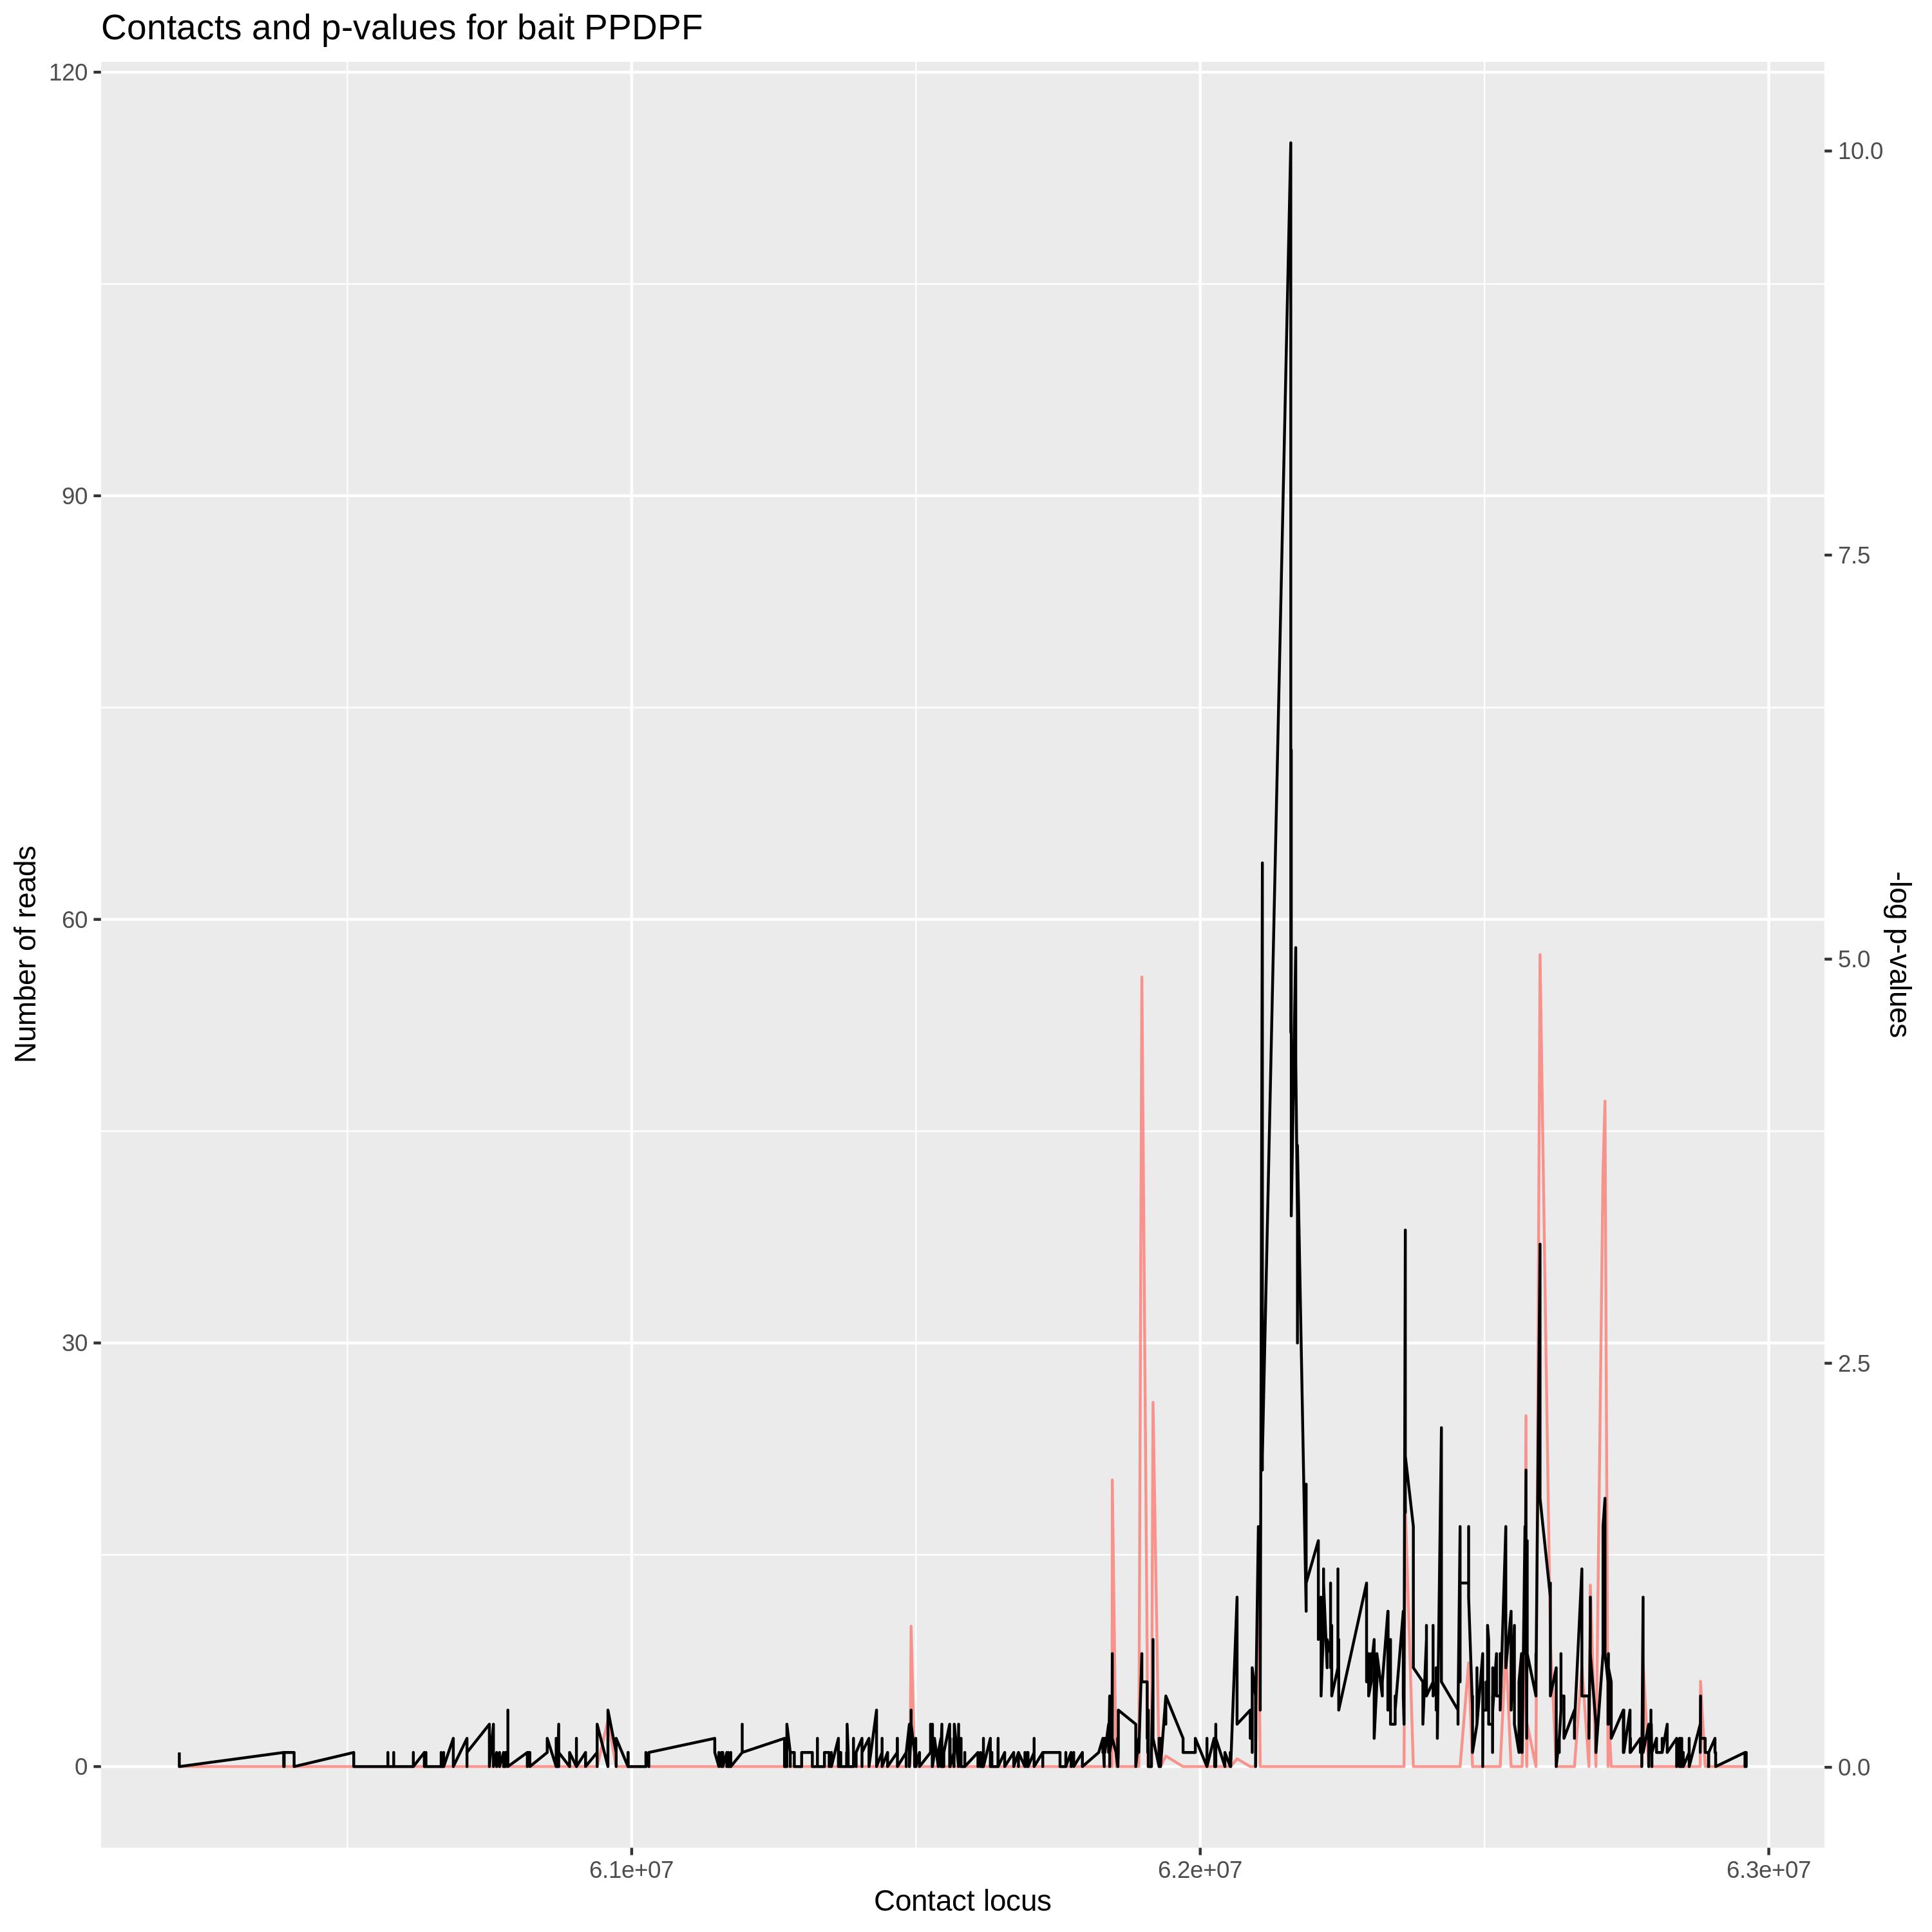 Contacts and p-values for bait PPDPF
120
90
60
30
0
Number of reads
10.0
7.5
5.0
2.5
0.0
-log p-values
6.1e+07
6.2e+07
6.3e+07
Contact locus